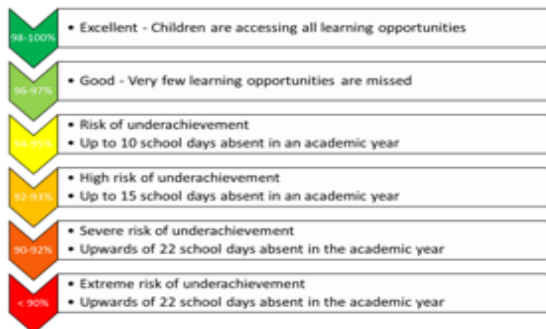 98-100%
• Excellent - Children are accessing all learning opportunities
96-97%
• Good - Very few learning opportunities are missed
94-95%
• Risk of underachievement
• Up to 10 school days absent in an academic year
92-93%
• High risk of underachievement
• Up to 15 school days absent in an academic year
90-92%
• Severe risk of underachievement
• Upwards of 22 school days absent in the academic year
< 90%
• Extreme risk of underachievement
• Upwards of 22 school days absent in the academic year